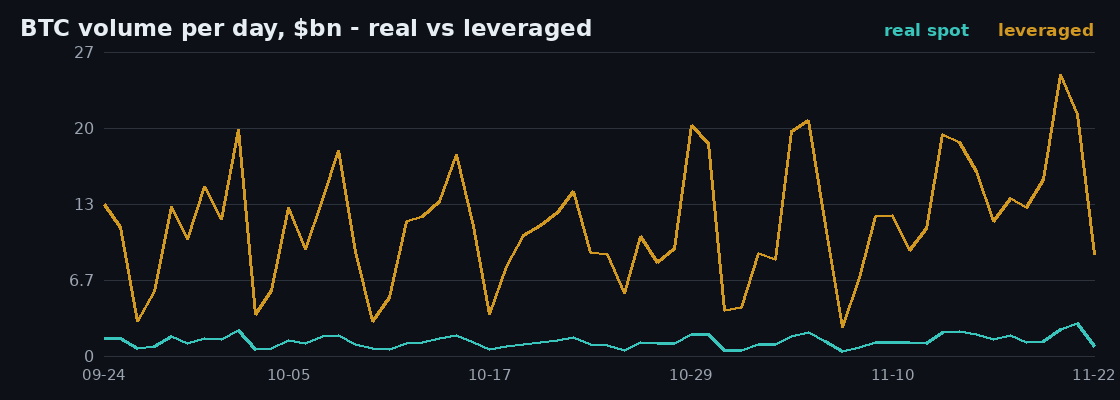 BTC volume per day, $bn - real vs leveraged
real spot leveraged
27
20
13
6.7
0
09-24 10-05 10-17 10-29 11-10 11-22